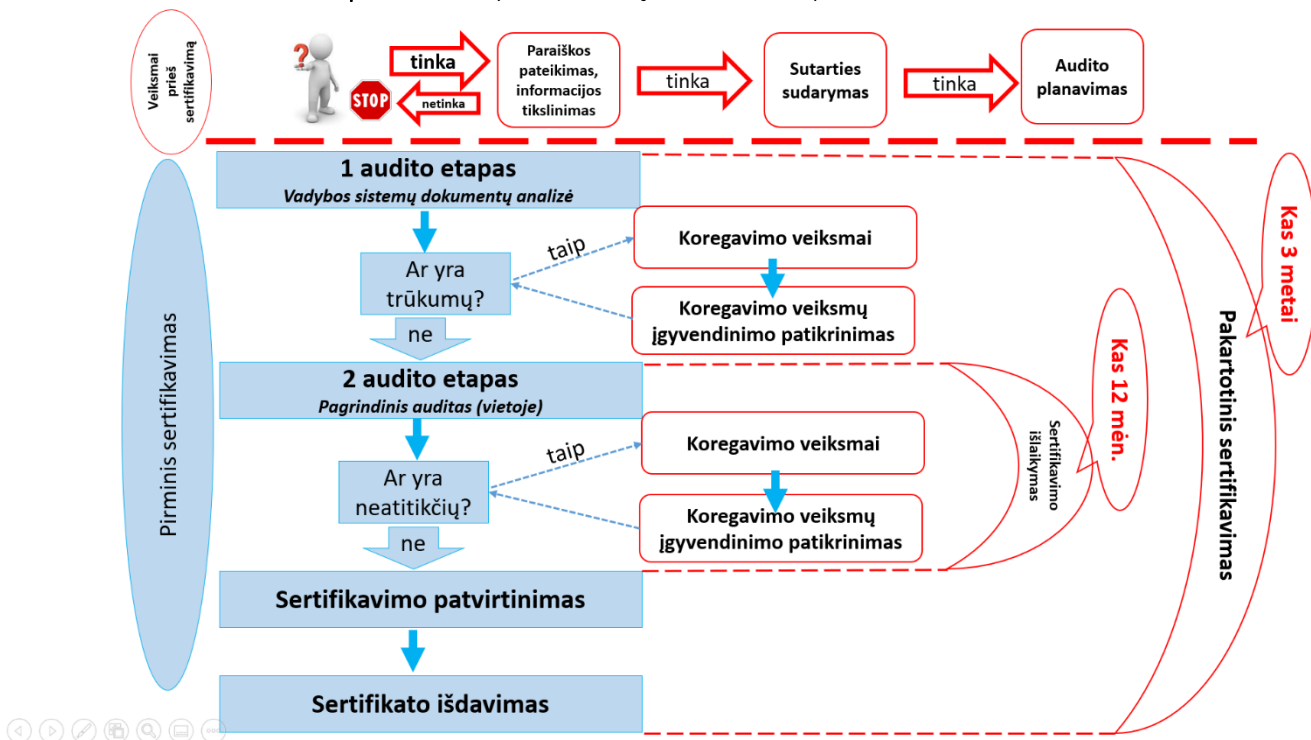 Veiksmai
prieš
sertifikavimą
?
STOP
tinka
netinka
Paraiškos
pateikimas,
informacijos
tikslinimas
tinka
Sutarties
sudarymas
tinka
Audito
planavimas
Pirminis sertifikavimas
1 audito etapas
Vadybos sistemų dokumentų analizė
Ar yra
trūkumų?
taip
Koregavimo veiksmai
Koregavimo veiksmų
įgyvendinimo patikrinimas
ne
2 audito etapas
Pagrindinis auditas (vietoje)
Ar yra
neatitikčių?
taip
Koregavimo veiksmai
Koregavimo veiksmų
įgyvendinimo patikrinimas
ne
Sertifikavimo patvirtinimas
Sertifikato išdavimas
Sertifikavimo
išlaikymas
Kas 12 mėn.
Pakartotinis sertifikavimas
Kas 3 metai